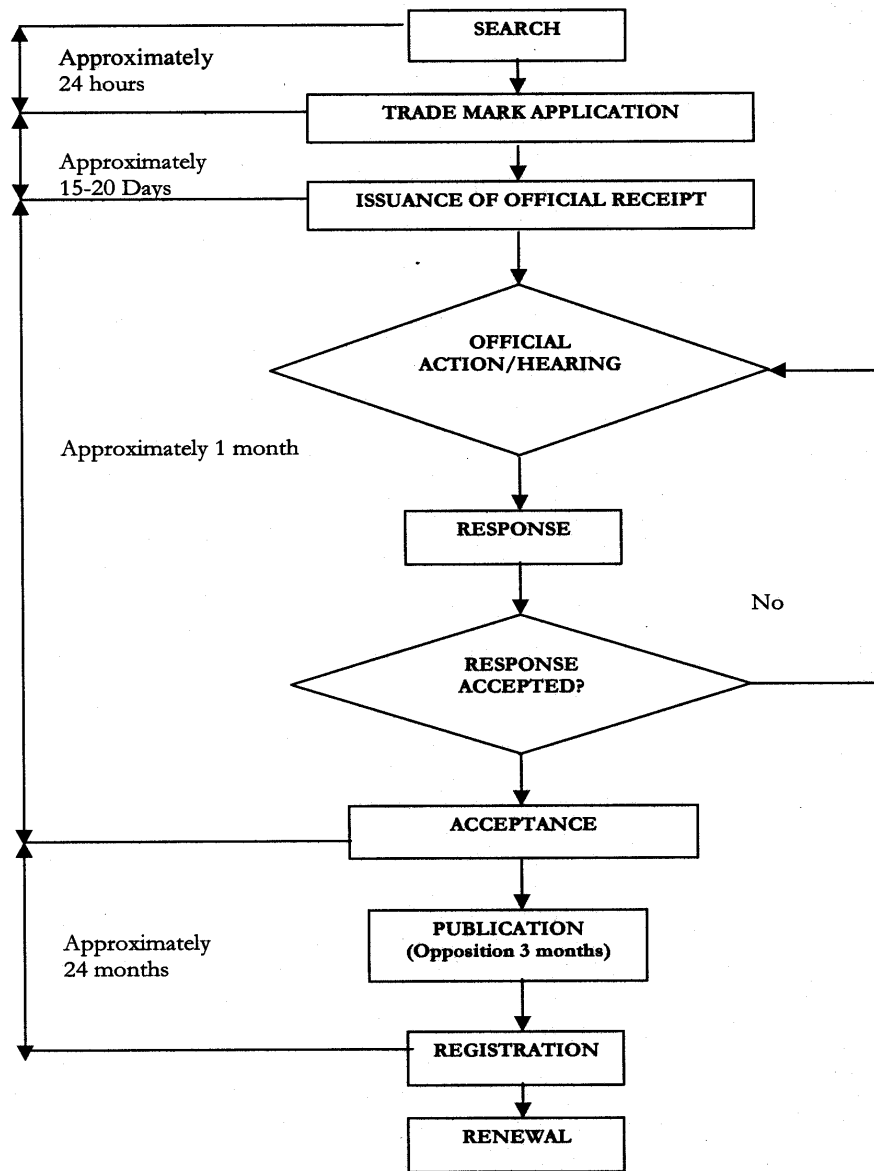 SEARCH
Approximately
24 hours
TRADE MARK APPLICATION
Approximately
15-20 Days
ISSUANCE OF OFFICIAL RECEIPT
OFFICIAL
ACTION/HEARING
Approximately 1 month
RESPONSE
No
RESPONSE
ACCEPTED?
ACCEPTANCE
PUBLICATION
(Opposition 3 months)
Approximately
24 months
REGISTRATION
RENEWAL